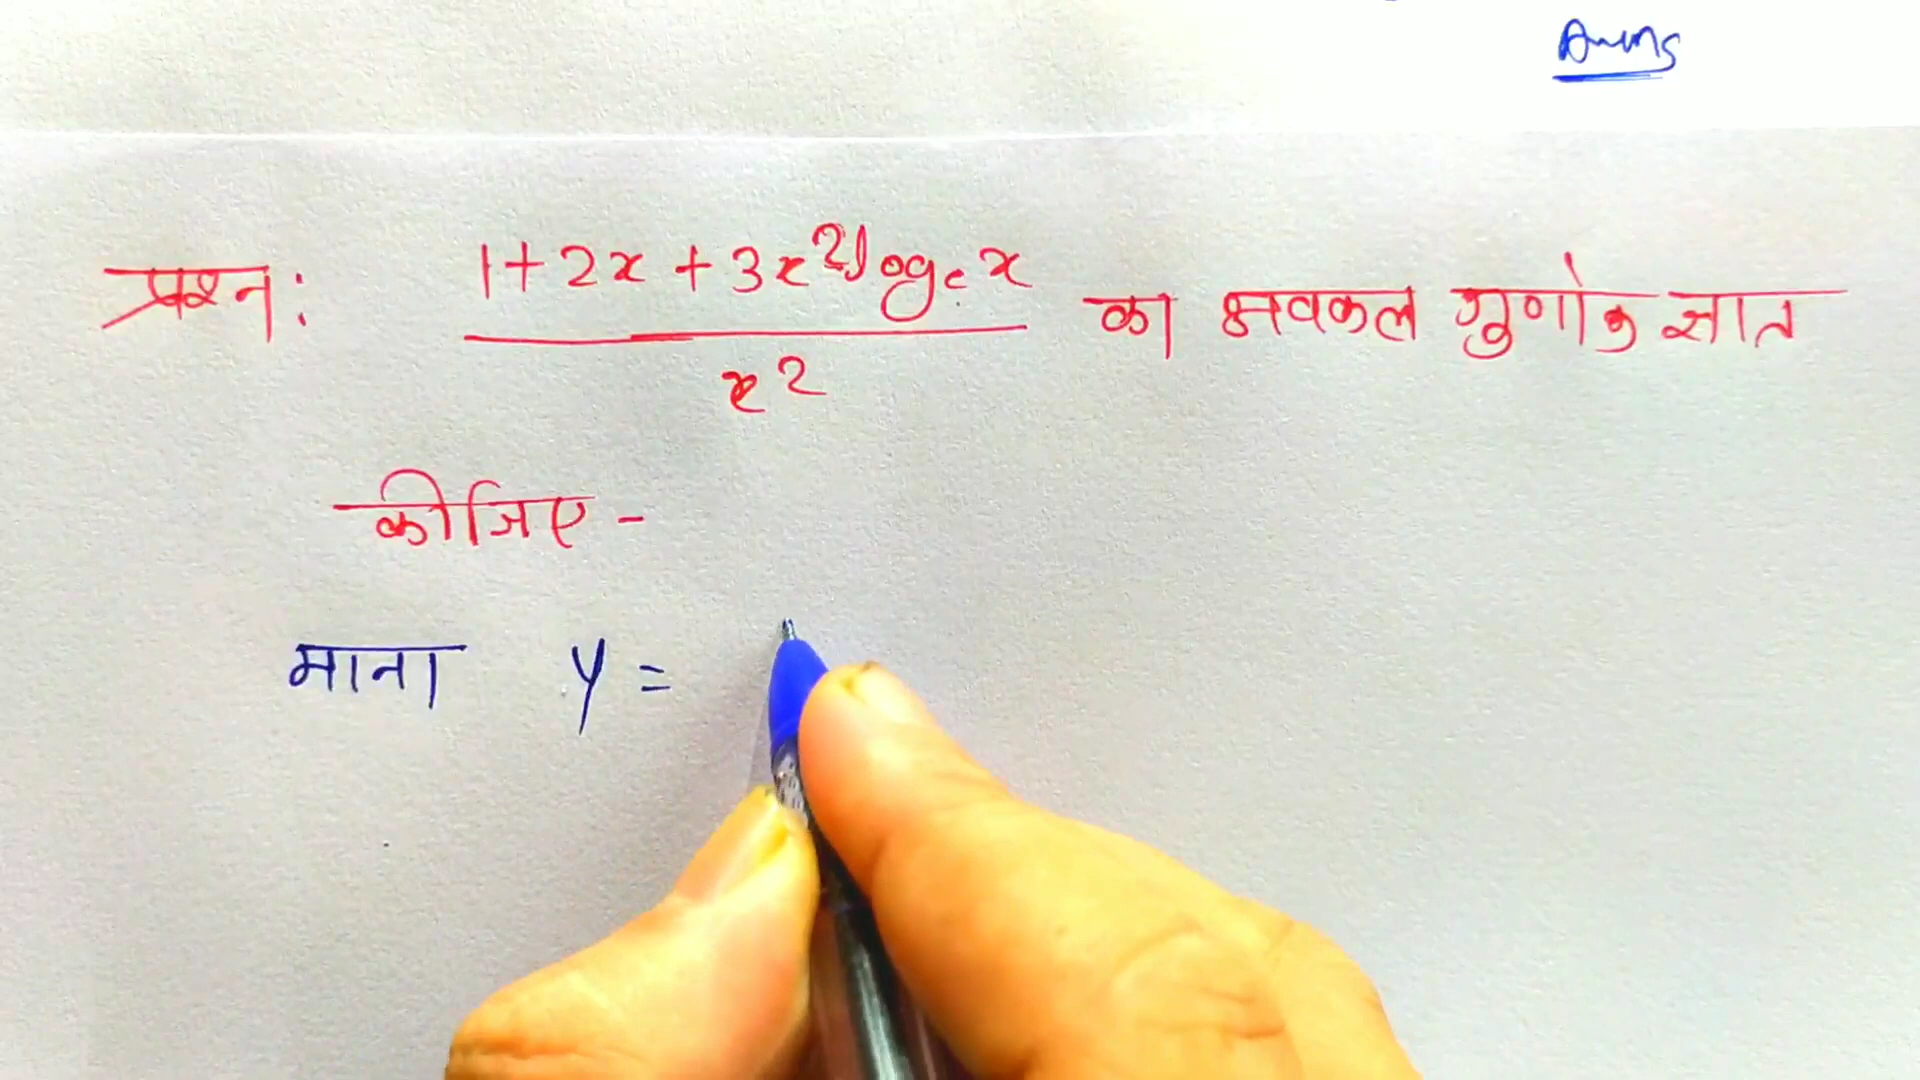 Ans
प्रश्न: 1+2x+3x²logₑx / x² का अवकल गुणांक ज्ञात
कीजिए -
माना y =